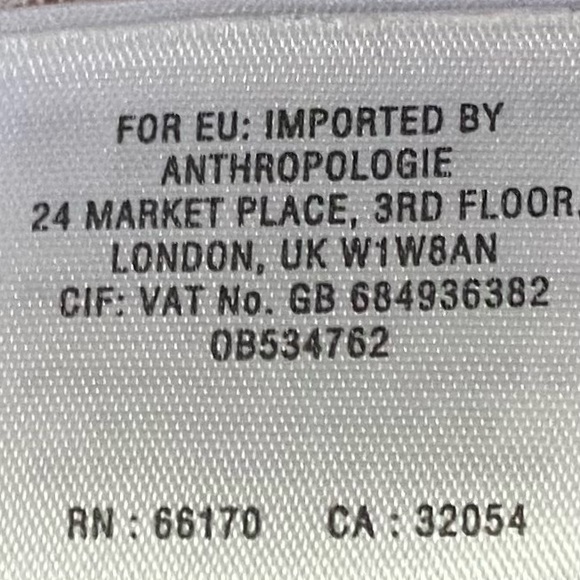 FOR EU: IMPORTED BY
ANTHROPOLOGIE
24 MARKET PLACE, 3RD FLOOR,
LONDON, UK W1W8AN
CIF: VAT No. GB 684936382
0B534762
RN : 66170 CA : 32054